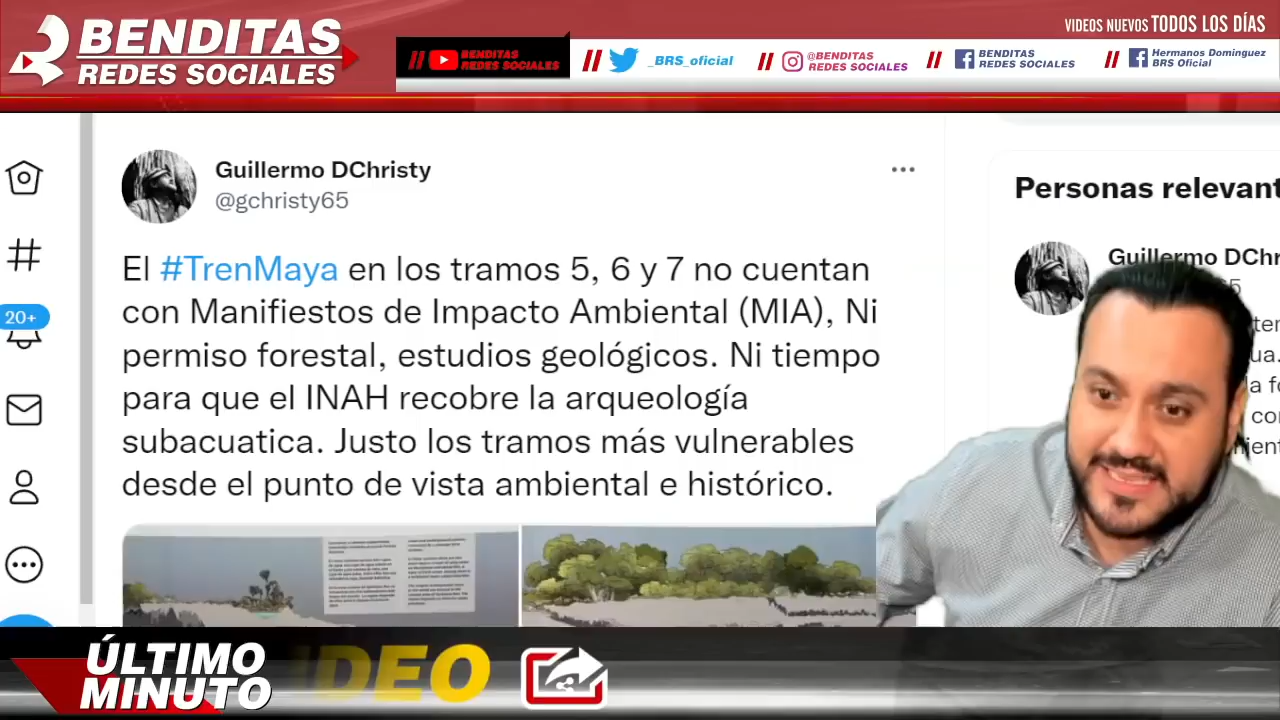 BENDITAS
REDES SOCIALES
VIDEOS NUEVOS TODOS LOS DÍAS
BENDITAS
REDES SOCIALES
_BRS_oficial
@BENDITAS
REDES SOCIALES
BENDITAS
REDES SOCIALES
Hermanos Dominguez
BRS Oficial
Guillermo DChristy
@gchristy65
El #TrenMaya en los tramos 5, 6 y 7 no cuentan
con Manifiestos de Impacto Ambiental (MIA), Ni
permiso forestal, estudios geológicos. Ni tiempo
para que el INAH recobre la arqueología
subacuatica. Justo los tramos más vulnerables
desde el punto de vista ambiental e histórico.
20+
Personas relevant
Guillermo DChr
ÚLTIMO
MINUTO
DEO